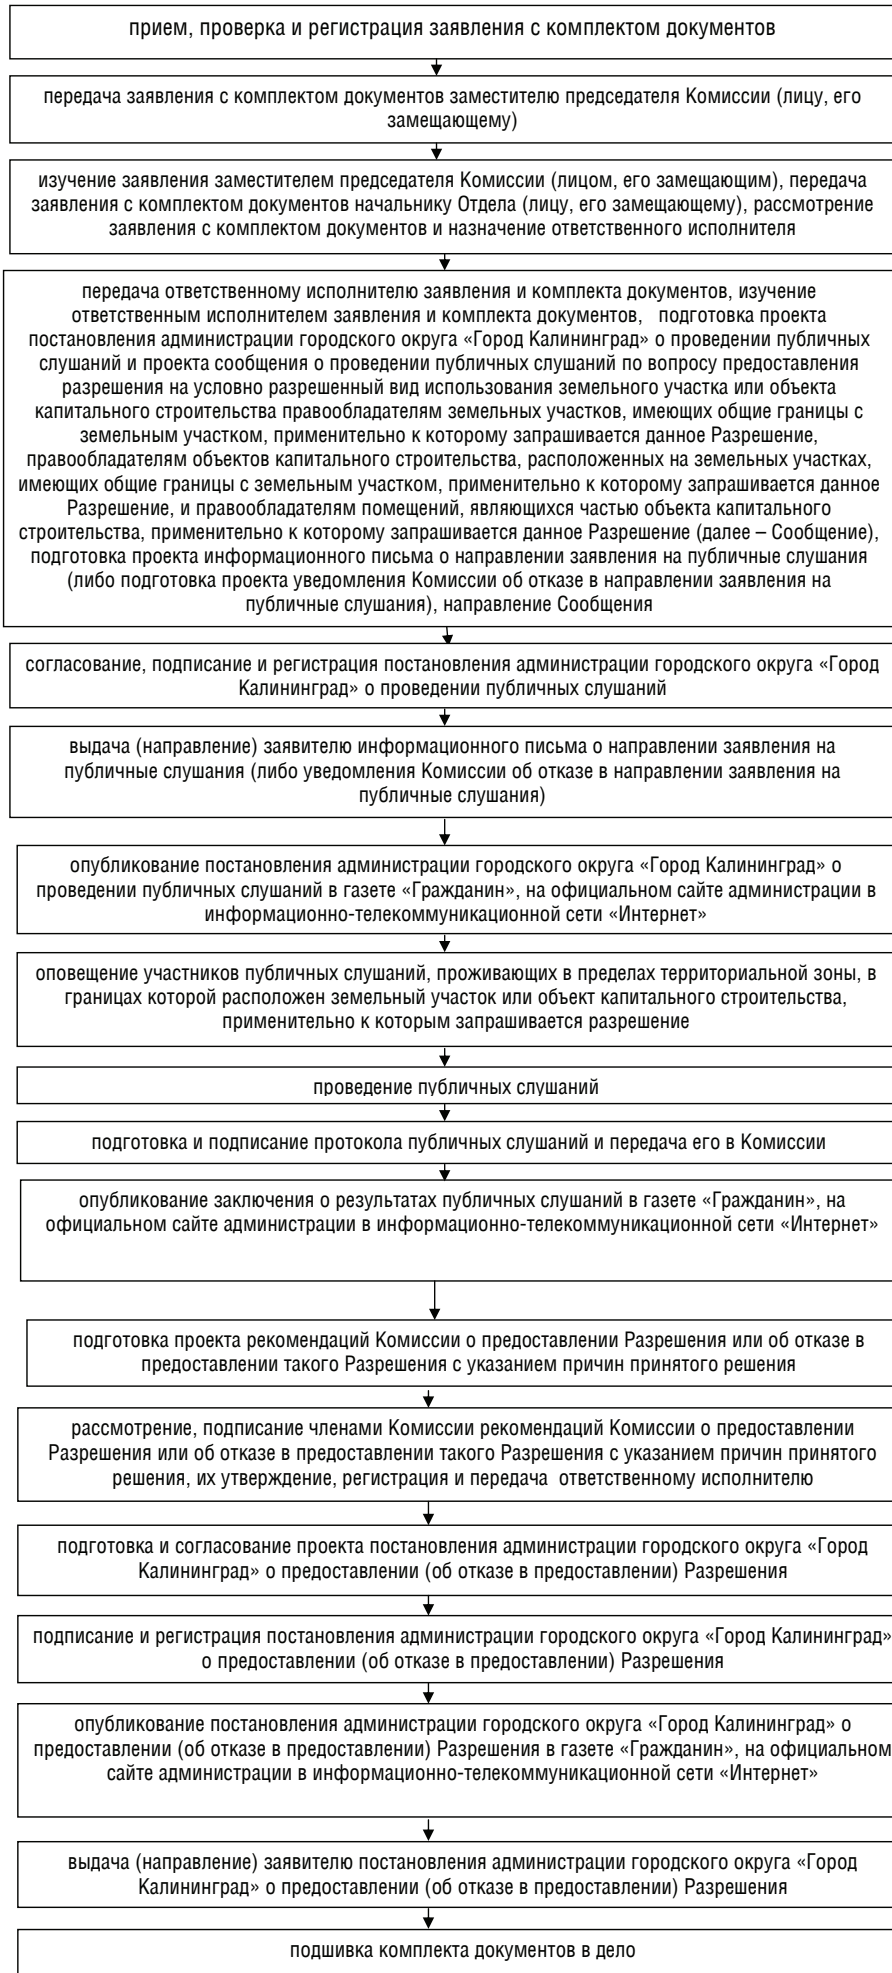 прием, проверка и регистрация заявления с комплектом документов
передача заявления с комплектом документов заместителю председателя Комиссии (лицу, его
замещающему)
изучение заявления заместителем председателя Комиссии (лицом, его замещающим), передача
заявления с комплектом документов начальнику Отдела (лицу, его замещающему), рассмотрение
заявления с комплектом документов и назначение ответственного исполнителя
передача ответственному исполнителю заявления и комплекта документов, изучение
ответственным исполнителем заявления и комплекта документов, подготовка проекта
постановления администрации городского округа «Город Калининград» о проведении публичных
слушаний и проекта сообщения о проведении публичных слушаний по вопросу предоставления
разрешения на условно разрешенный вид использования земельного участка или объекта
капитального строительства правообладателям земельных участков, имеющих общие границы с
земельным участком, применительно к которому запрашивается данное Разрешение,
правообладателям объектов капитального строительства, расположенных на земельных участках,
имеющих общие границы с земельным участком, применительно к которому запрашивается данное
Разрешение, и правообладателям помещений, являющихся частью объекта капитального
строительства, применительно к которому запрашивается данное Разрешение (далее – Сообщение),
подготовка проекта информационного письма о направлении заявления на публичные слушания
(либо подготовка проекта уведомления Комиссии об отказе в направлении заявления на
публичные слушания), направление Сообщения
согласование, подписание и регистрация постановления администрации городского округа «Город
Калининград» о проведении публичных слушаний
выдача (направление) заявителю информационного письма о направлении заявления на
публичные слушания (либо уведомления Комиссии об отказе в направлении заявления на
публичные слушания)
опубликование постановления администрации городского округа «Город Калининград» о
проведении публичных слушаний в газете «Гражданин», на официальном сайте администрации в
информационно-телекоммуникационной сети «Интернет»
оповещение участников публичных слушаний, проживающих в пределах территориальной зоны, в
границах которой расположен земельный участок или объект капитального строительства,
применительно к которым запрашивается разрешение
проведение публичных слушаний
подготовка и подписание протокола публичных слушаний и передача его в Комиссии
опубликование заключения о результатах публичных слушаний в газете «Гражданин», на
официальном сайте администрации в информационно-телекоммуникационной сети «Интернет»
подготовка проекта рекомендаций Комиссии о предоставлении Разрешения или об отказе в
предоставлении такого Разрешения с указанием причин принятого решения
рассмотрение, подписание членами Комиссии рекомендаций Комиссии о предоставлении
Разрешения или об отказе в предоставлении такого Разрешения с указанием причин принятого
решения, их утверждение, регистрация и передача ответственному исполнителю
подготовка и согласование проекта постановления администрации городского округа «Город
Калининград» о предоставлении (об отказе в предоставлении) Разрешения
подписание и регистрация постановления администрации городского округа «Город Калининград»
о предоставлении (об отказе в предоставлении) Разрешения
опубликование постановления администрации городского округа «Город Калининград» о
предоставлении (об отказе в предоставлении) Разрешения в газете «Гражданин», на официальном
сайте администрации в информационно-телекоммуникационной сети «Интернет»
выдача (направление) заявителю постановления администрации городского округа «Город
Калининград» о предоставлении (об отказе в предоставлении) Разрешения
подшивка комплекта документов в дело